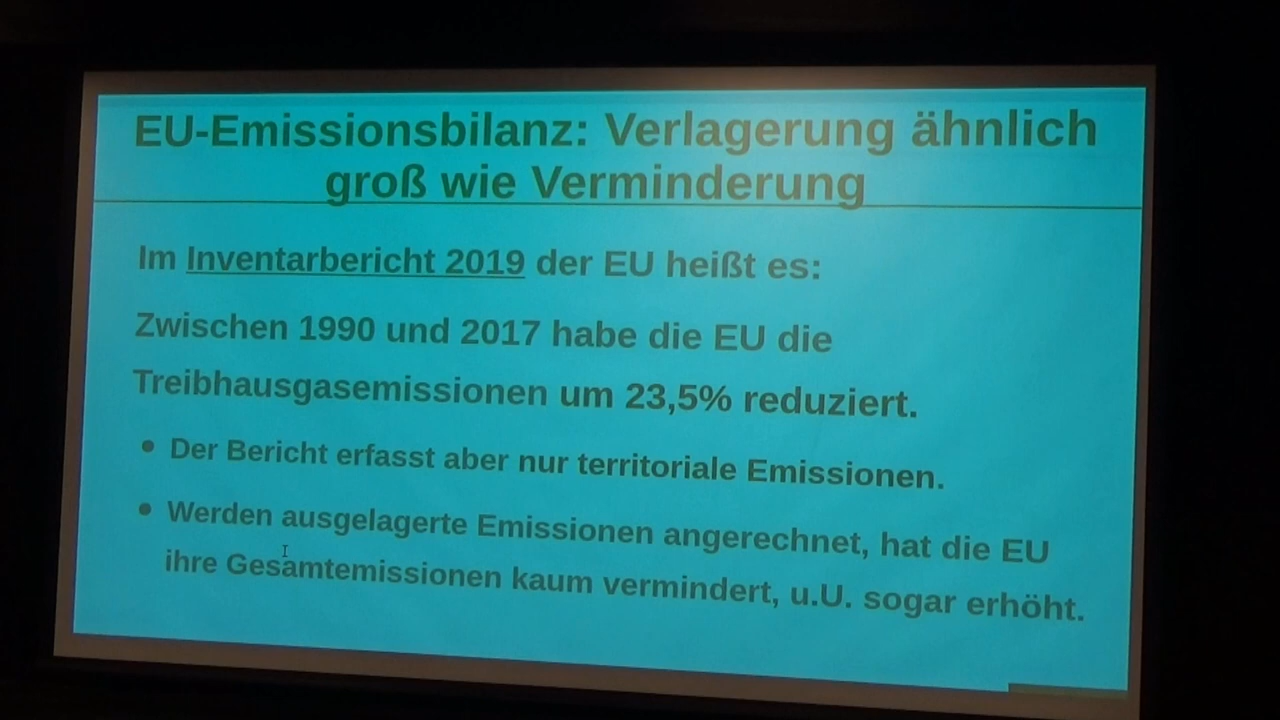 EU-Emissionsbilanz: Verlagerung ähnlich
groß wie Verminderung
Im Inventarbericht 2019 der EU heißt es:
Zwischen 1990 und 2017 habe die EU die
Treibhausgasemissionen um 23,5% reduziert.
• Der Bericht erfasst aber nur territoriale Emissionen.
• Werden ausgelagerte Emissionen angerechnet, hat die EU
ihre Gesamtemissionen kaum vermindert, u.U. sogar erhöht.